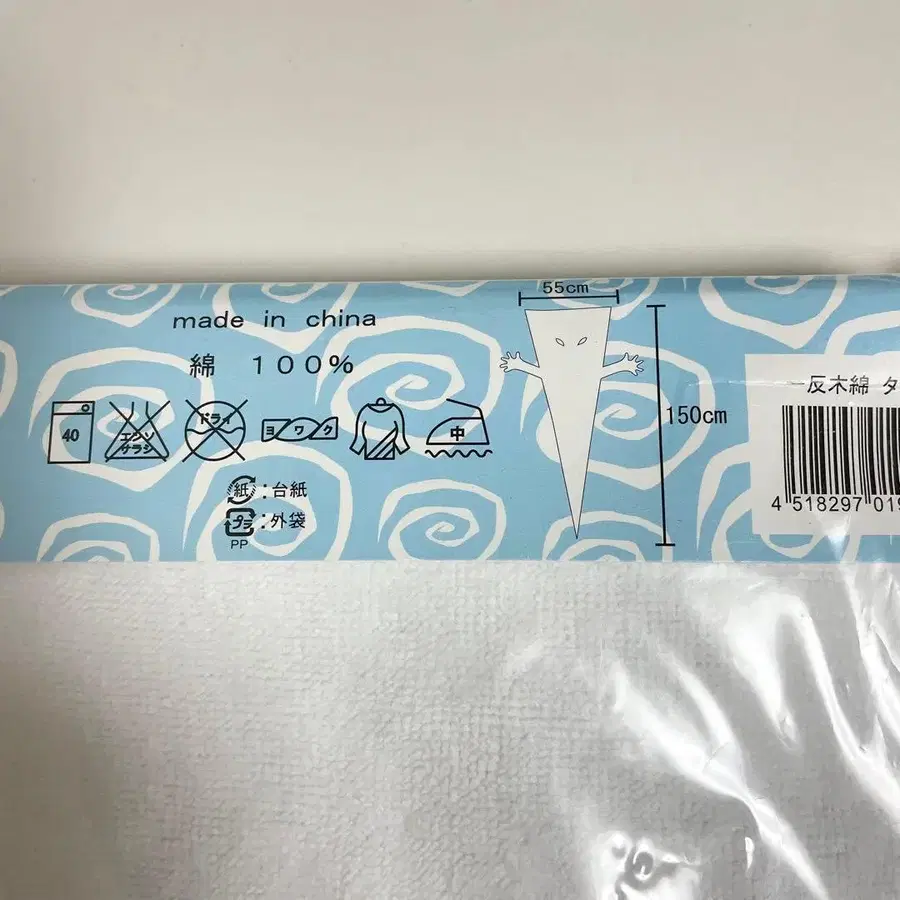 made in china
綿 100%
40
エンソ
サラシ
ドライ
ヨワク
中
紙:台紙
プラ:外袋
PP
55cm
150cm
一反木綿 タ
4 518297 019